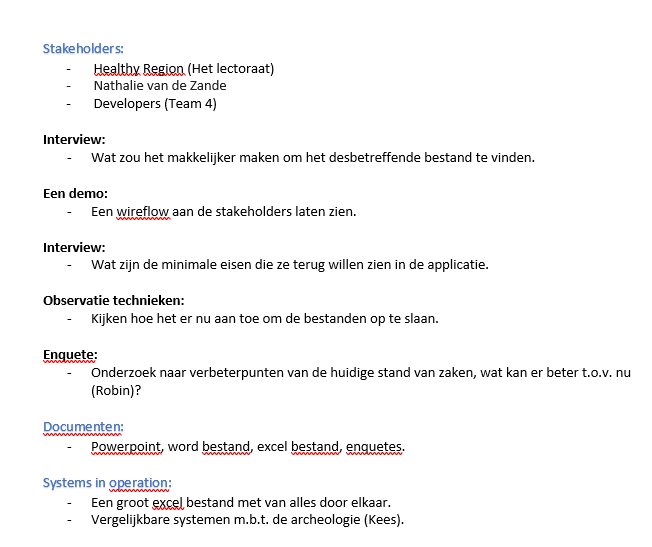 Stakeholders:
- Healthy Region (Het lectoraat)
- Nathalie van de Zande
- Developers (Team 4)
Interview:
- Wat zou het makkelijker maken om het desbetreffende bestand te vinden.
Een demo:
- Een wireflow aan de stakeholders laten zien.
Interview:
- Wat zijn de minimale eisen die ze terug willen zien in de applicatie.
Observatie technieken:
- Kijken hoe het er nu aan toe om de bestanden op te slaan.
Enquete:
- Onderzoek naar verbeterpunten van de huidige stand van zaken, wat kan er beter t.o.v. nu
(Robin)?
Documenten:
- Powerpoint, word bestand, excel bestand, enquetes.
Systems in operation:
- Een groot excel bestand met van alles door elkaar.
- Vergelijkbare systemen m.b.t. de archeologie (Kees).